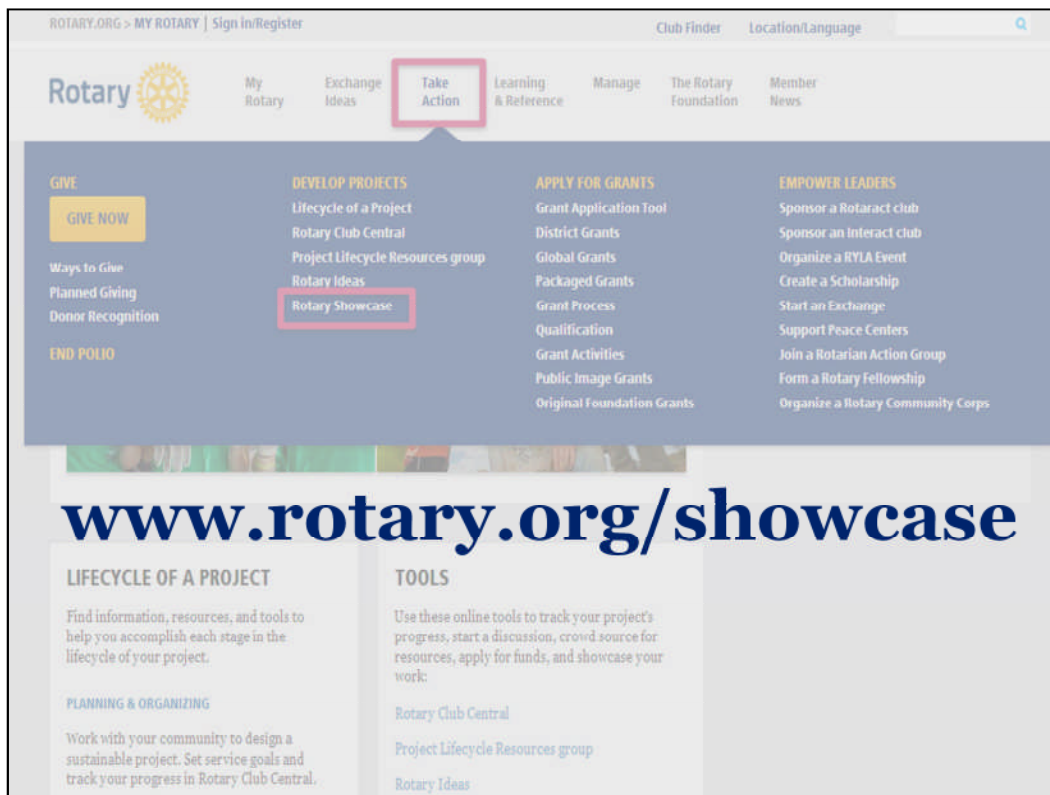 ROTARY.ORG > MY ROTARY | Sign in/Register
Club Finder
Location/Language
Rotary
My
Rotary
Exchange
Ideas
Take
Action
Learning
& Reference
Manage
The Rotary
Foundation
Member
News
GIVE
GIVE NOW
Ways to Give
Planned Giving
Donor Recognition
END POLIO
DEVELOP PROJECTS
Lifecycle of a Project
Rotary Club Central
Project Lifecycle Resources group
Rotary Ideas
Rotary Showcase
APPLY FOR GRANTS
Grant Application Tool
District Grants
Global Grants
Packaged Grants
Grant Process
Qualification
Grant Activities
Public Image Grants
Original Foundation Grants
EMPOWER LEADERS
Sponsor a Rotaract club
Sponsor an Interact club
Organize a RYLA Event
Create a Scholarship
Start an Exchange
Support Peace Centers
Join a Rotarian Action Group
Form a Rotary Fellowship
Organize a Rotary Community Corps
www.rotary.org/showcase
LIFECYCLE OF A PROJECT
Find information, resources, and tools to
help you accomplish each stage in the
lifecycle of your project.
PLANNING & ORGANIZING
Work with your community to design a
sustainable project. Set service goals and
track your progress in Rotary Club Central.
TOOLS
Use these online tools to track your project's
progress, start a discussion, crowd source for
resources, apply for funds, and showcase your
work:
Rotary Club Central
Project Lifecycle Resources group
Rotary Ideas